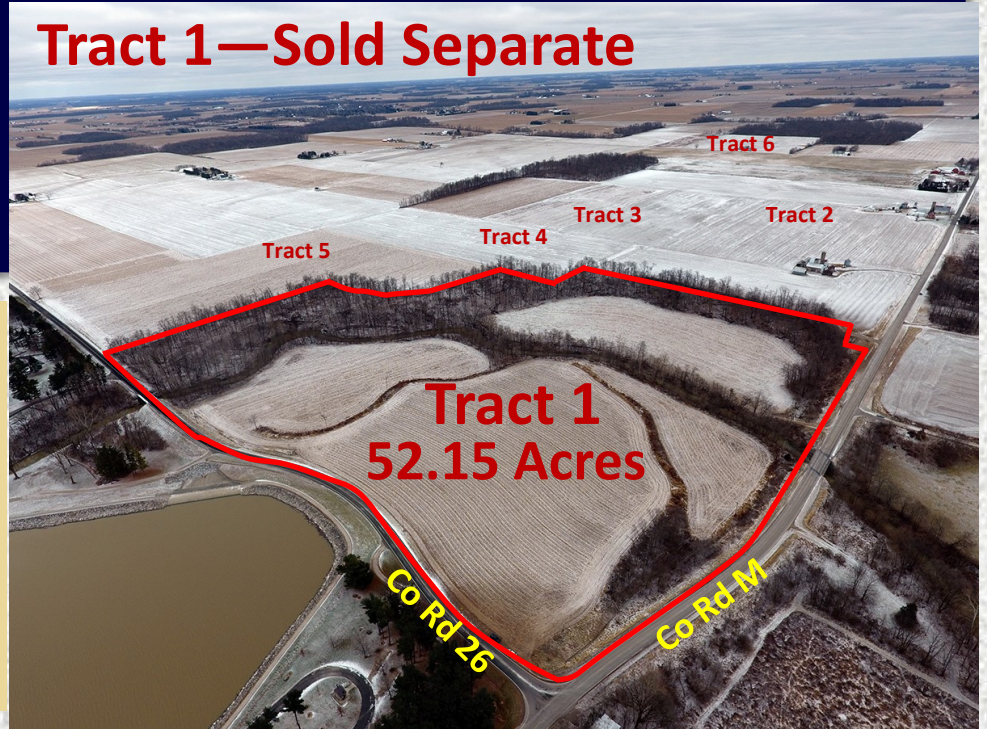 Tract 1—Sold Separate
Tract 6
Tract 3
Tract 2
Tract 4
Tract 5
Tract 1
52.15 Acres
Co Rd 26
Co Rd M